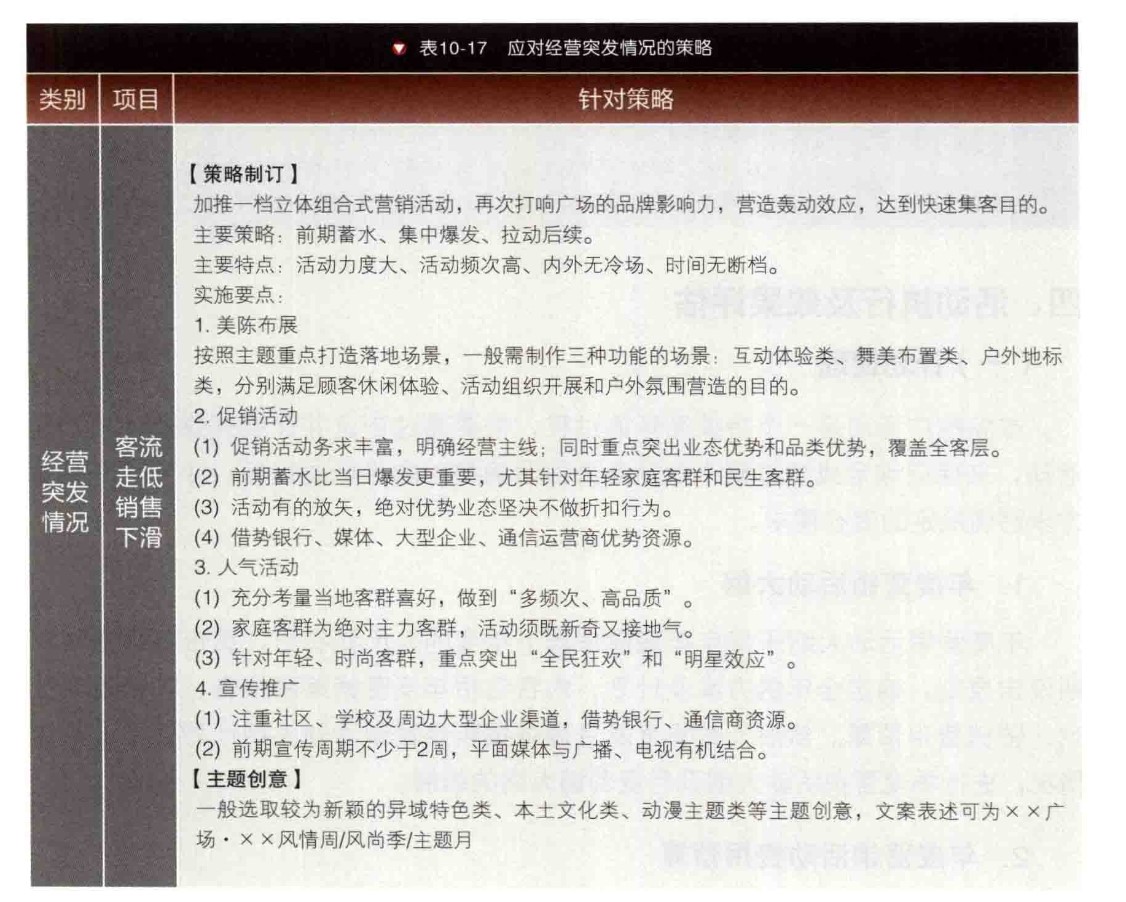 表10-17 应对经营突发情况的策略
类别 项目 针对策略
经营
突发
情况
客流
走低
销售
下滑
【策略制订】
加推一档立体组合式营销活动，再次打响广场的品牌影响力，营造轰动效应，达到快速集客目的。
主要策略：前期蓄水、集中爆发、拉动后续。
主要特点：活动力度大、活动频次高、内外无冷场、时间无断档。
实施要点：
1. 美陈布展
按照主题重点打造落地场景，一般需制作三种功能的场景：互动体验类、舞美布置类、户外地标
类，分别满足顾客休闲体验、活动组织开展和户外氛围营造的目的。
2. 促销活动
(1) 促销活动务求丰富，明确经营主线；同时重点突出业态优势和品类优势，覆盖全客层。
(2) 前期蓄水比当日爆发更重要，尤其针对年轻家庭客群和民生客群。
(3) 活动有的放矢，绝对优势业态坚决不做折扣行为。
(4) 借势银行、媒体、大型企业、通信运营商优势资源。
3. 人气活动
(1) 充分考量当地客群喜好，做到“多频次、高品质”。
(2) 家庭客群为绝对主力客群，活动须既新奇又接地气。
(3) 针对年轻、时尚客群，重点突出“全民狂欢”和“明星效应”。
4. 宣传推广
(1) 注重社区、学校及周边大型企业渠道，借势银行、通信商资源。
(2) 前期宣传周期不少于2周，平面媒体与广播、电视有机结合。
【主题创意】
一般选取较为新颖的异域特色类、本土文化类、动漫主题类等主题创意，文案表述可为××广
场·××风情周/风尚季/主题月